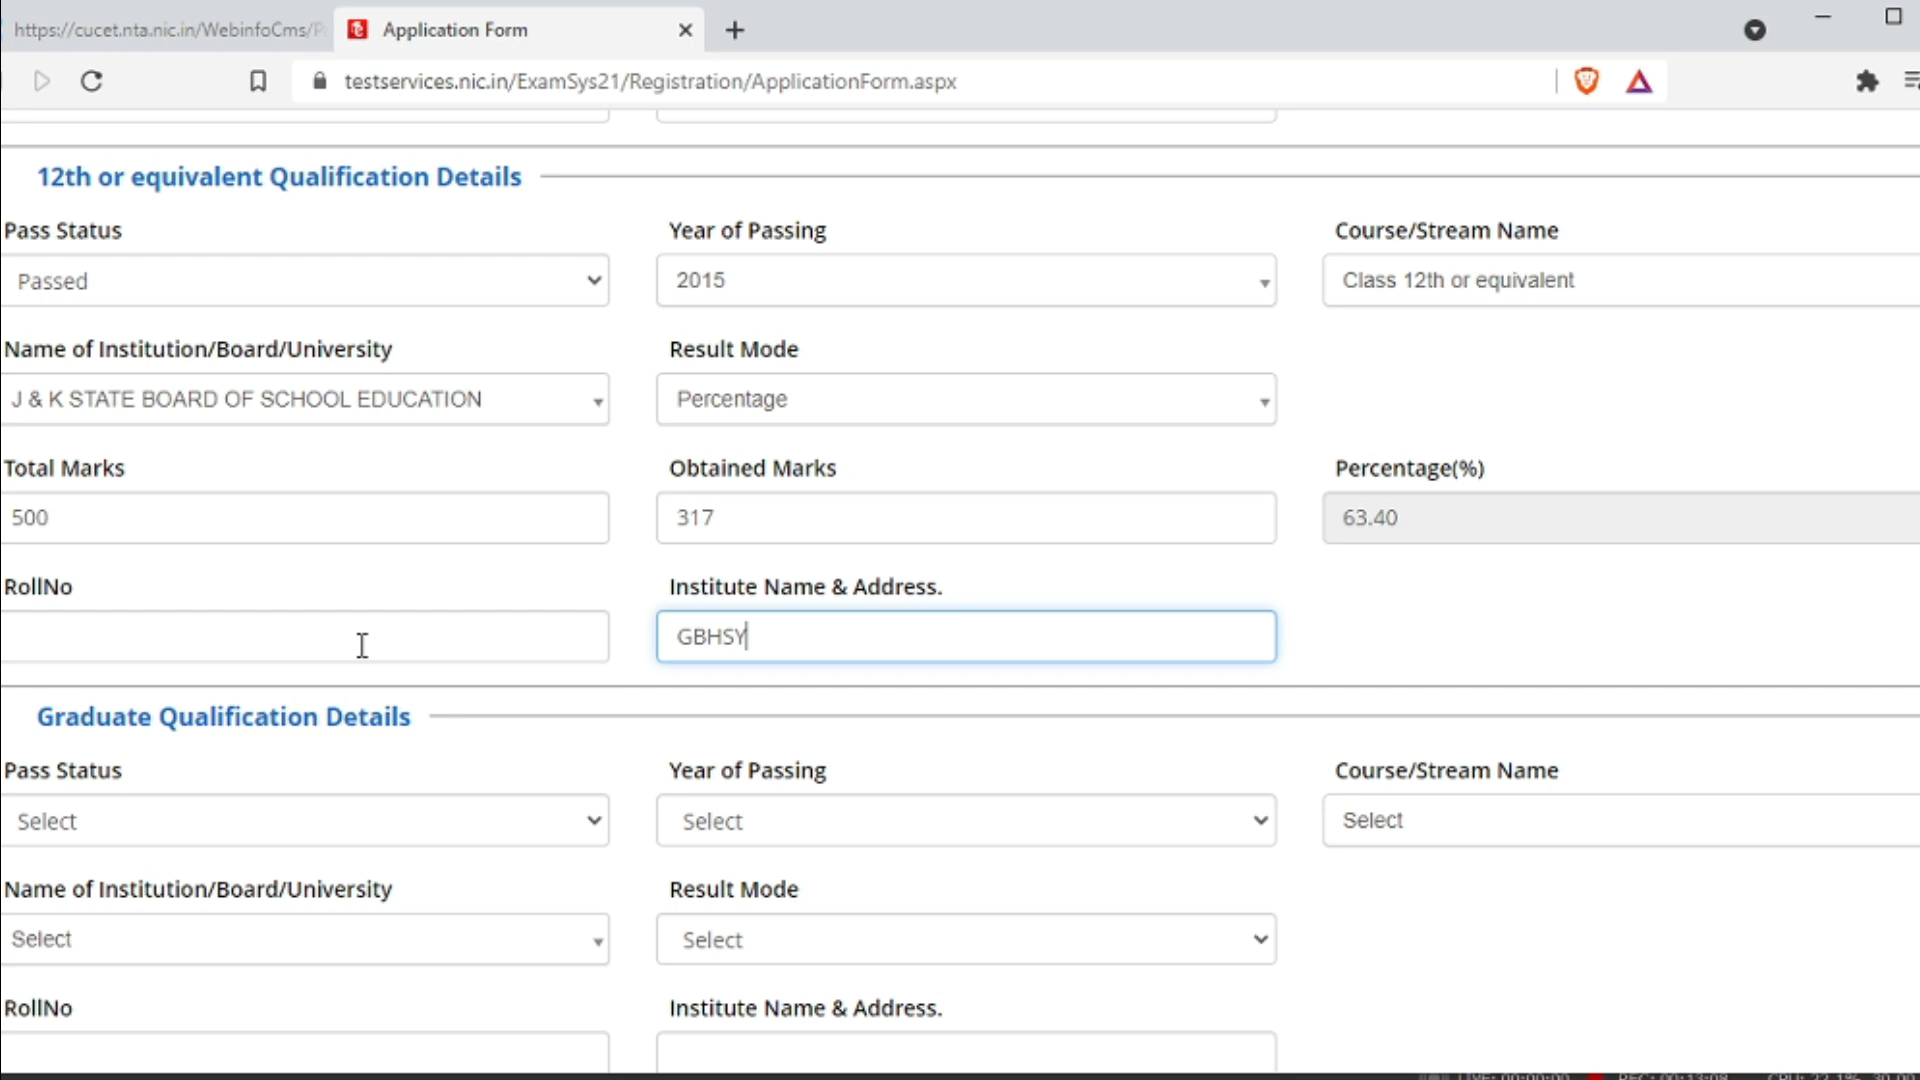 https://cucet.nta.nic.in/WebinfoCms/P
Application Form
testservices.nic.in/ExamSys21/Registration/ApplicationForm.aspx
12th or equivalent Qualification Details
Pass Status Year of Passing Course/Stream Name
Passed 2015 Class 12th or equivalent
Name of Institution/Board/University Result Mode
J & K STATE BOARD OF SCHOOL EDUCATION Percentage
Total Marks Obtained Marks Percentage(%)
500 317 63.40
RollNo Institute Name & Address.
GBHSY
Graduate Qualification Details
Pass Status Year of Passing Course/Stream Name
Select Select Select
Name of Institution/Board/University Result Mode
Select Select
RollNo Institute Name & Address.